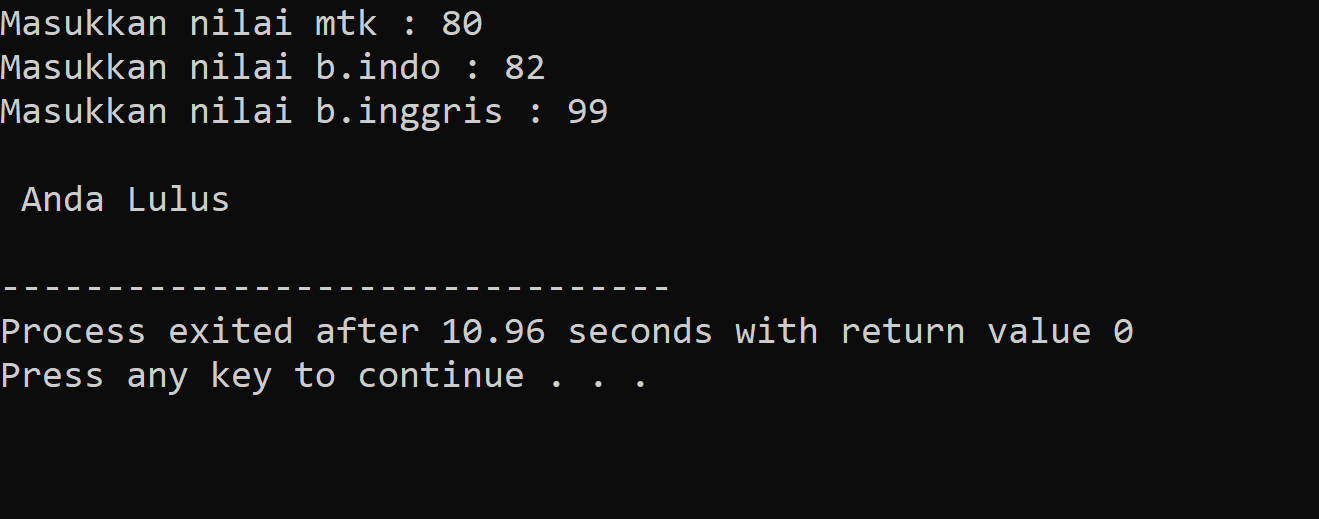 Masukkan nilai mtk : 80
Masukkan nilai b.indo : 82
Masukkan nilai b.inggris : 99
Anda Lulus
--------------------------------
Process exited after 10.96 seconds with return value 0
Press any key to continue . . .